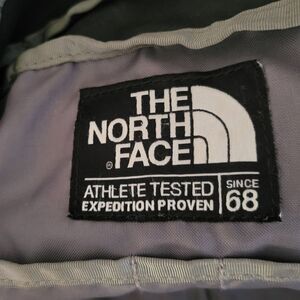 THE
NORTH
FACE
®
ATHLETE TESTED
EXPEDITION PROVEN
SINCE
68